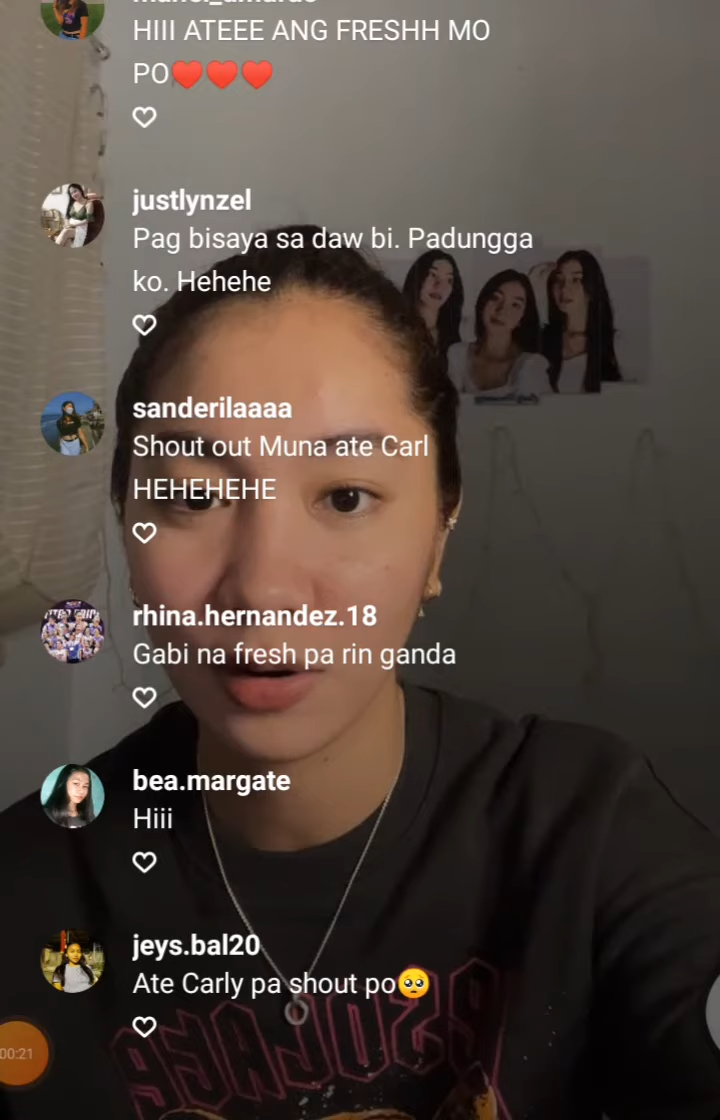 HIII ATEEE ANG FRESHH MO
PO❤️❤️❤️
justlynzel
Pag bisaya sa daw bi. Padungga
ko. Hehehe
sanderilaaaa
Shout out Muna ate Carl
HEHEHEHE
rhina.hernandez.18
Gabi na fresh pa rin ganda
bea.margate
Hiii
jeys.bal20
Ate Carly pa shout po🥺
00:21